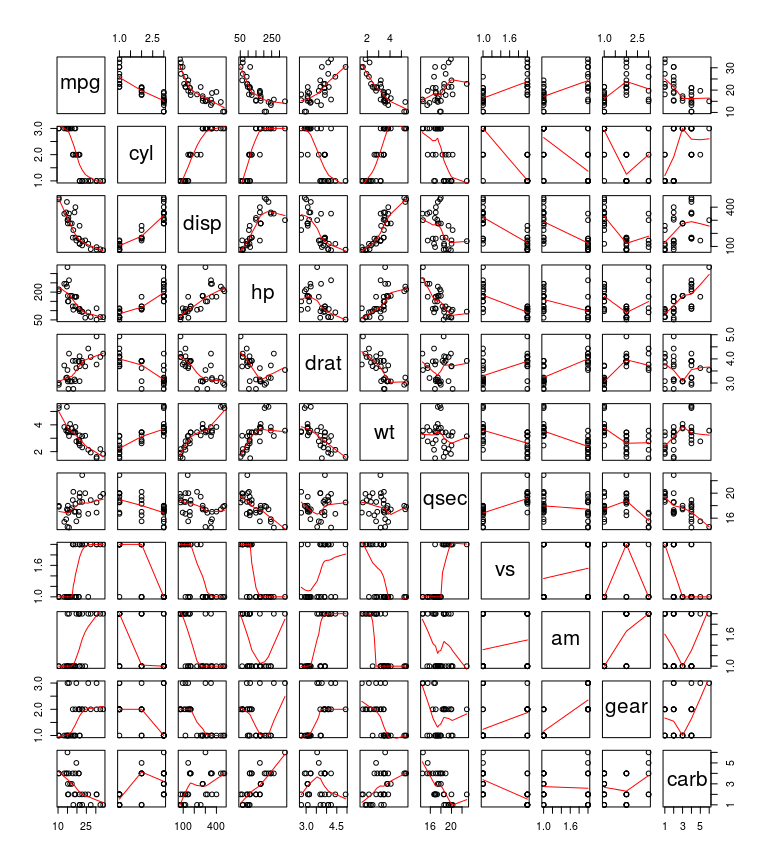 1.0 2.5 50 250 2 4 1.0 1.6 1.0 2.5
mpg 10 20 30
1.0 2.0 3.0 cyl
disp 100 400
50 200 hp
drat 3.0 4.0 5.0
2 4 wt
qsec 16 20
1.0 1.6 vs
am 1.0 1.6
1.0 2.0 3.0 gear
carb 1 3 5
10 25 100 400 3.0 4.5 16 20 1.0 1.6 1 3 5